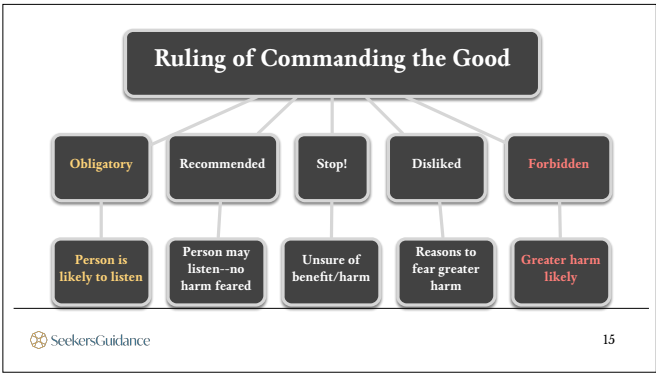 Ruling of Commanding the Good
Obligatory
Recommended
Stop!
Disliked
Forbidden
Person is
likely to listen
Person may
listen--no
harm feared
Unsure of
benefit/harm
Reasons to
fear greater
harm
Greater harm
likely
SeekersGuidance
15